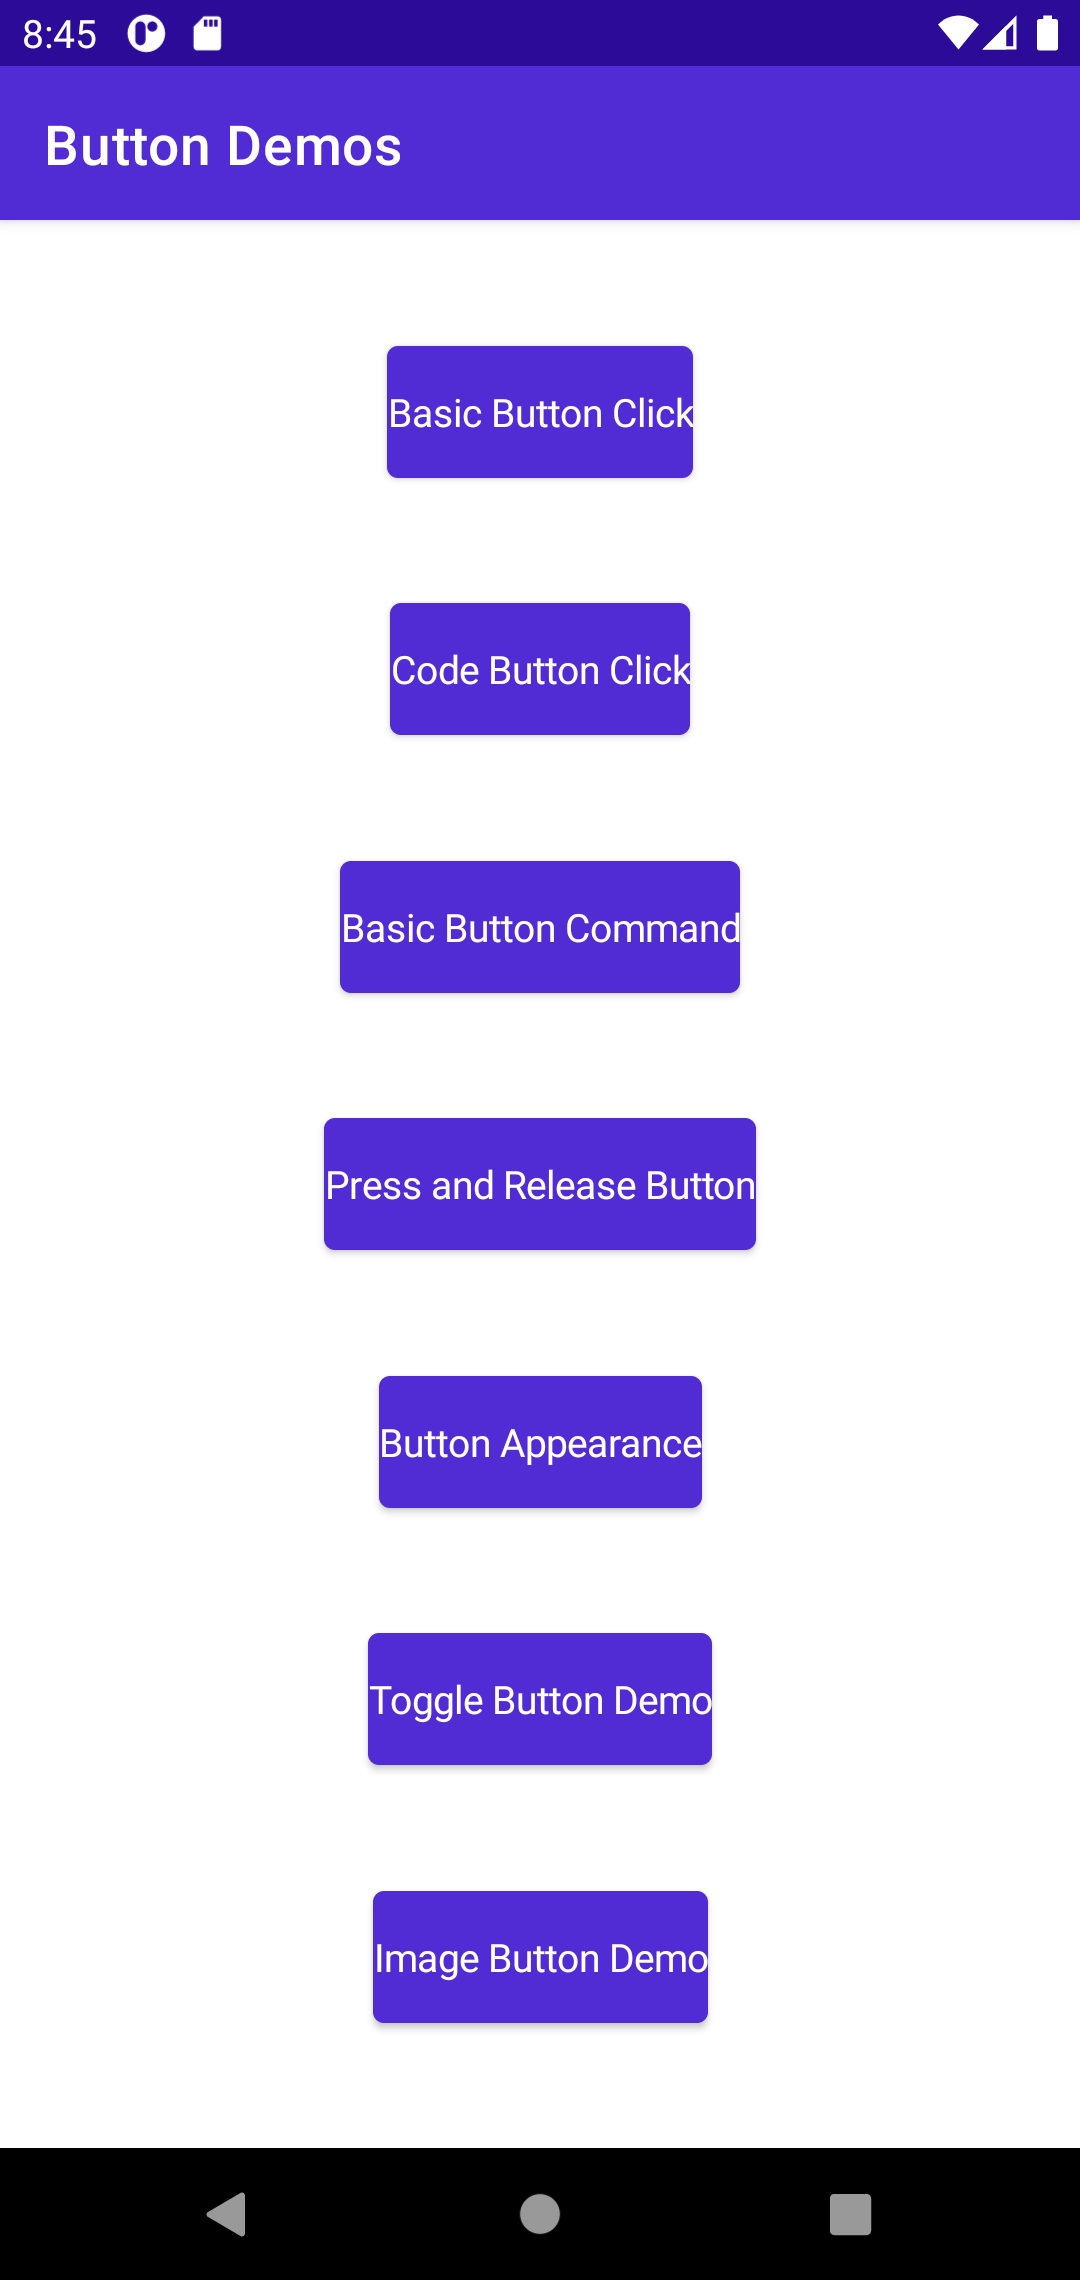 8:45
Button Demos
Basic Button Click
Code Button Click
Basic Button Command
Press and Release Button
Button Appearance
Toggle Button Demo
Image Button Demo